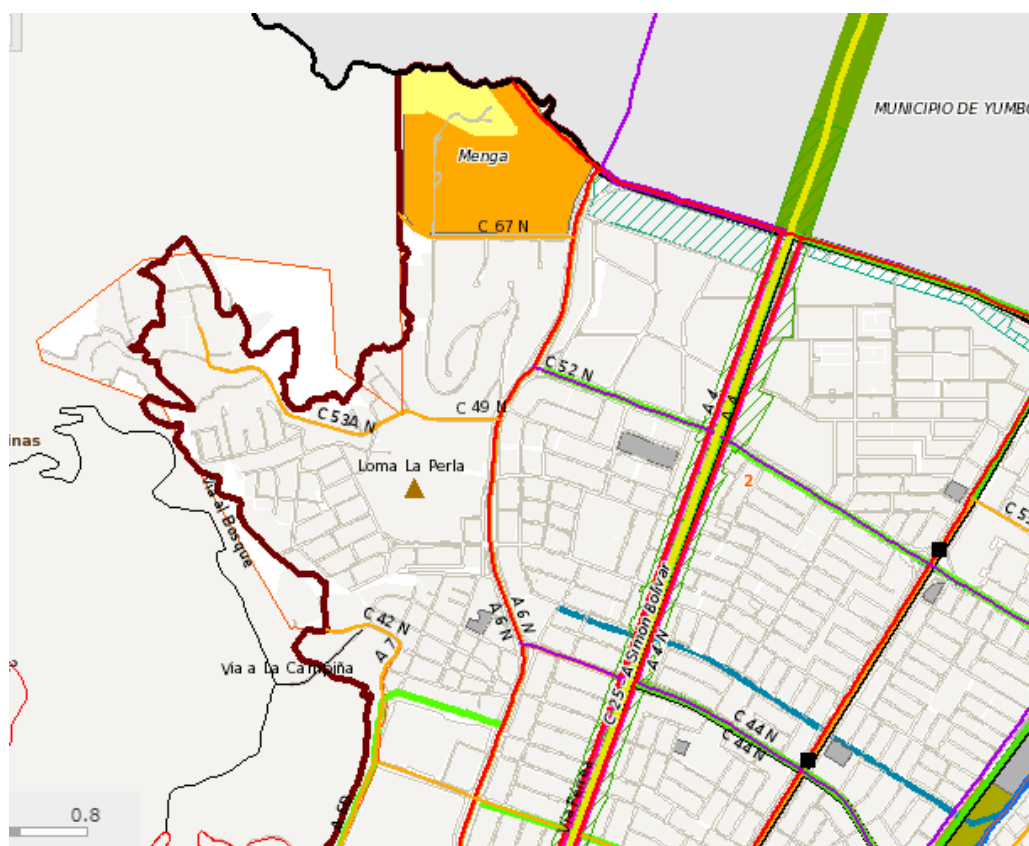 MUNICIPIO DE YUMBO
Menga
C 67 N
C 52 N
C 49 N
C 53A N
A 4
A 4
inas
Loma La Perla
2
Vía al Bosque
A 6 N
A 6 N
C 42 N
A 7
Vía a La Campiña
C 25 - A Simón Bolívar
A 4 N
C 44 N
C 44 N
0.8